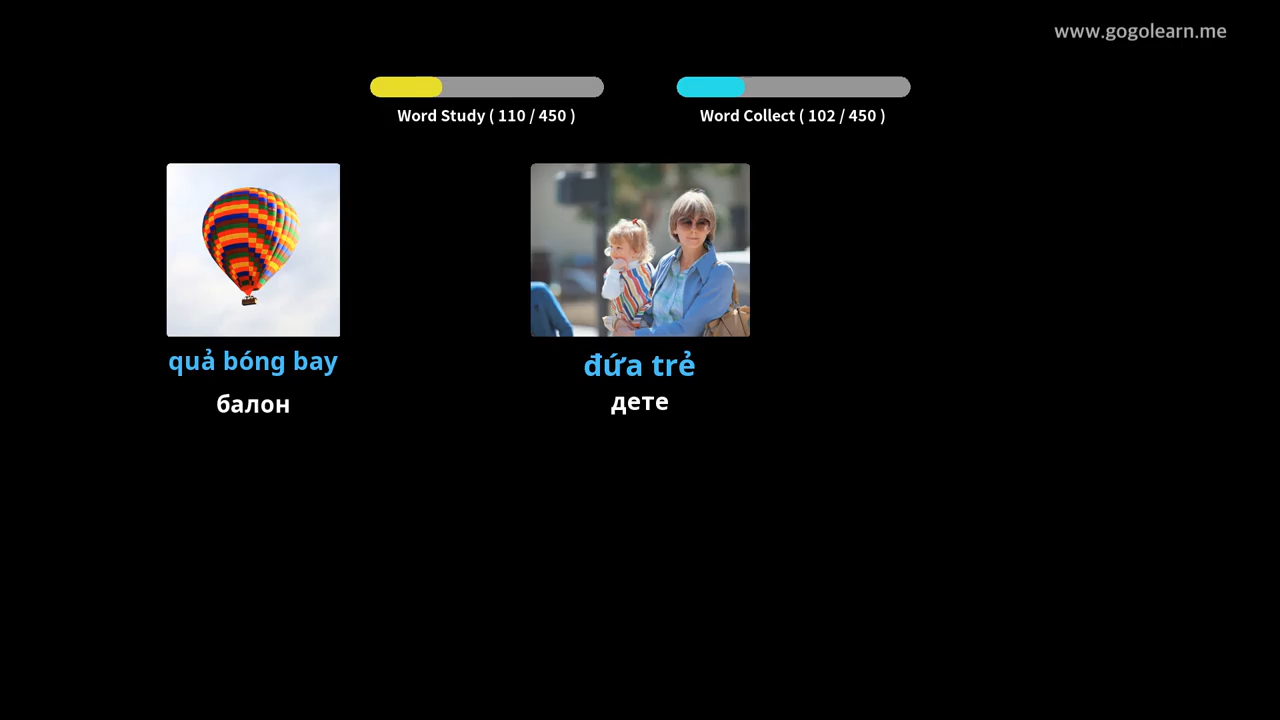 www.gogolearn.me
Word Study ( 110 / 450 )
Word Collect ( 102 / 450 )
quả bóng bay
балон
đứa trẻ
дете